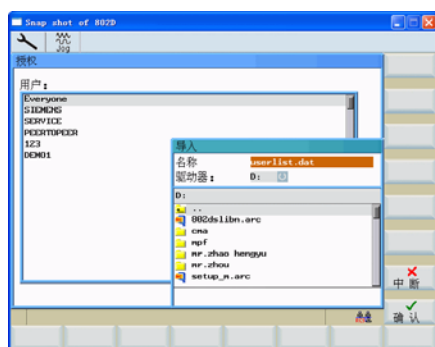 Snap shot of 802D
Jog
授权
用户：
Everyone
SIEMENS
SERVICE
PEERTOPEER
123
DEMO1
导入
名称 userlist.dat
驱动器： D:
D:
..
802dslibn.arc
cma
mpf
mr.zhao hengyu
mr.zhou
setup_m.arc
中断
确认